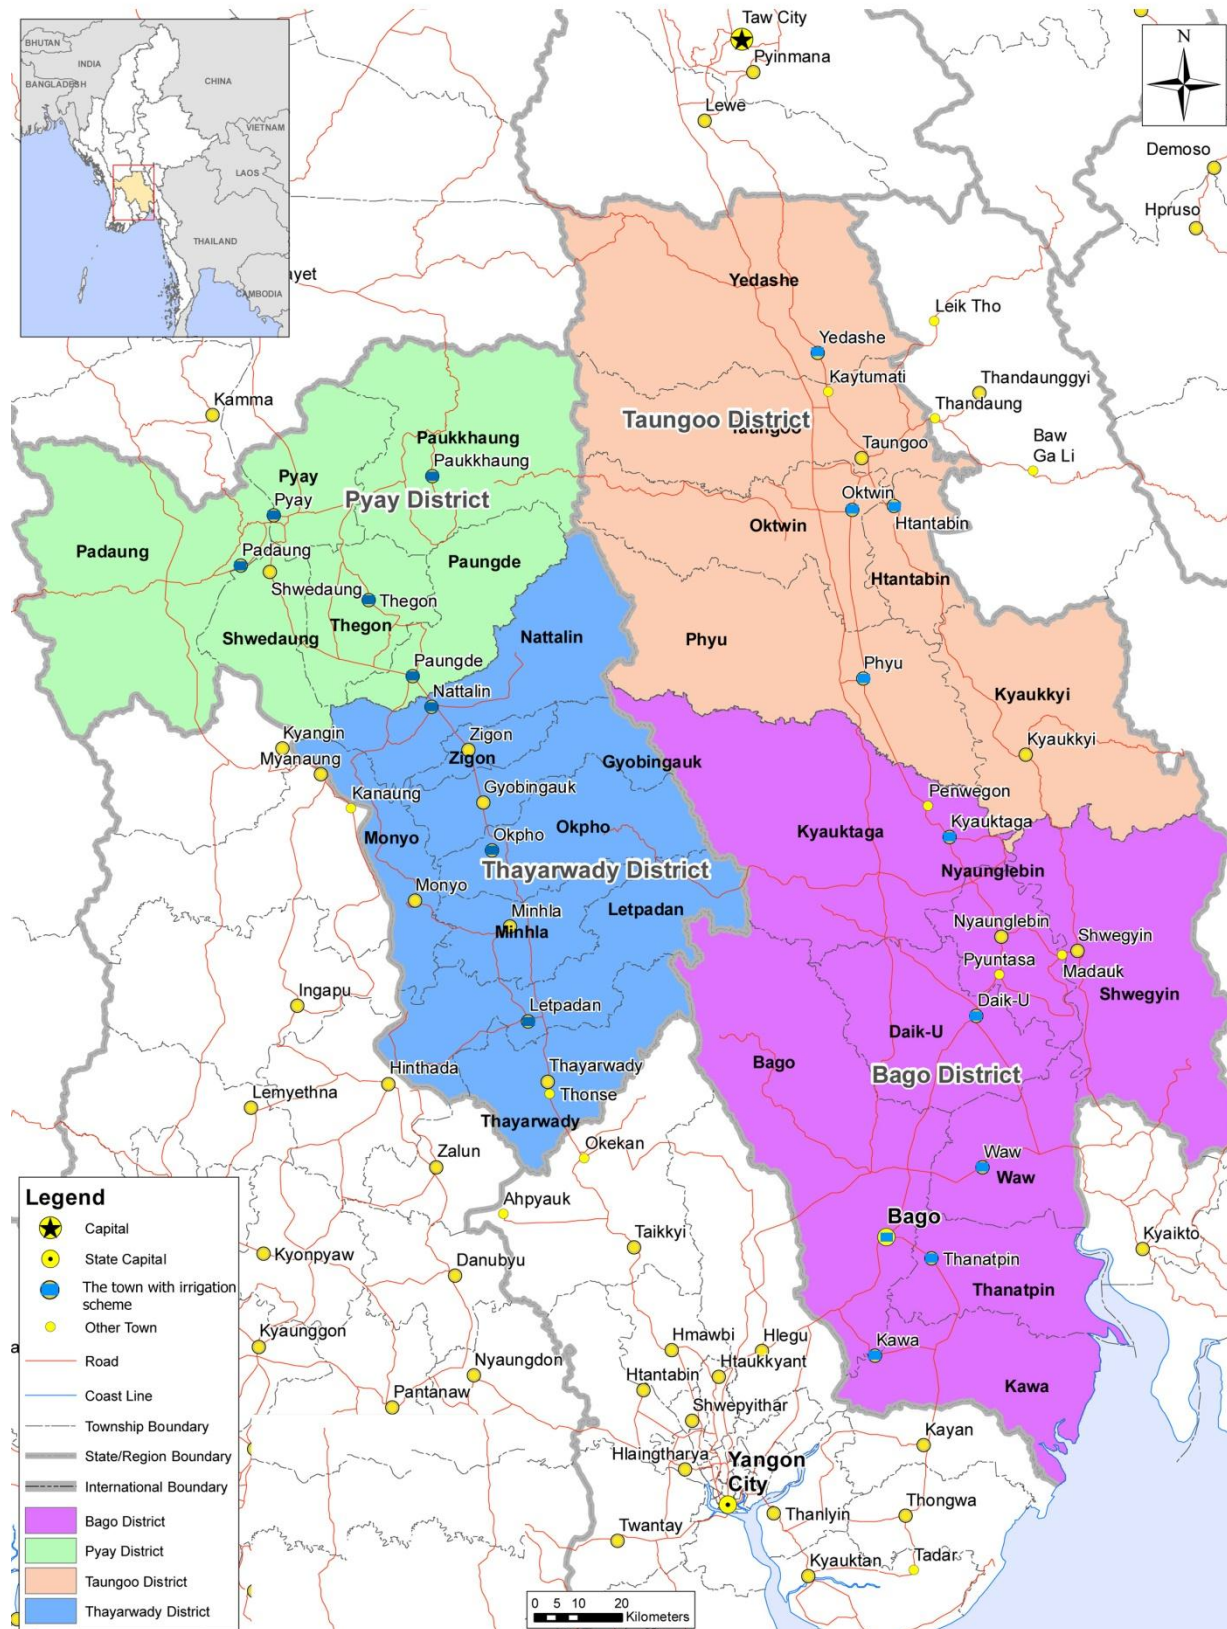 BHUTAN
INDIA
CHINA
BANGLADESH
VIETNAM
LAOS
THAILAND
CAMBODIA
N
Taw City
Pyinmana
Lewe
Demoso
Hpruso
ayet
Yedashe
Leik Tho
Yedashe
Kaytumati
Thandaunggyi
Kamma
Thandaung
Taungoo District
Taungoo
Paukkhaung
Taungoo
Baw
Ga Li
Paukkhaung
Pyay
Pyay District
Pyay
Oktwin
Htantabin
Oktwin
Padaung
Padaung
Paungde
Htantabin
Shwedaung
Thegon
Thegon
Shwedaung
Nattalin
Phyu
Paungde
Phyu
Nattalin
Kyaukkyi
Kyangin
Zigon
Kyaukkyi
Myanaung
Zigon
Gyobingauk
Kanaung
Gyobingauk
Penwegon
Monyo
Okpho
Okpho
Kyauktaga
Kyauktaga
Thayarwady District
Nyaunglebin
Monyo
Minhla
Letpadan
Minhla
Nyaunglebin
Shwegyin
Pyuntasa
Madauk
Ingapu
Letpadan
Daik-U
Shwegyin
Daik-U
Bago
Bago District
Hinthada
Thayarwady
Thonse
Lemyethna
Thayarwady
Okekan
Zalun
Waw
Waw
Ahpyauk
Bago
Taikkyi
Kyaikto
Kyonpyaw
Danubyu
Thanatpin
Thanatpin
Kyaunggon
Hmawbi
Hlegu
Kawa
Nyaungdon
Htaukkyant
Htantabin
Kawa
Pantanaw
Shwepyithar
Kayan
Hlaingtharya
Yangon
City
Thanlyin
Thongwa
Twantay
Kyauktan
Tadar
a
Legend
Capital
State Capital
The town with irrigation
scheme
Other Town
Road
Coast Line
Township Boundary
State/Region Boundary
International Boundary
Bago District
Pyay District
Taungoo District
Thayarwady District
0 5 10 20
Kilometers